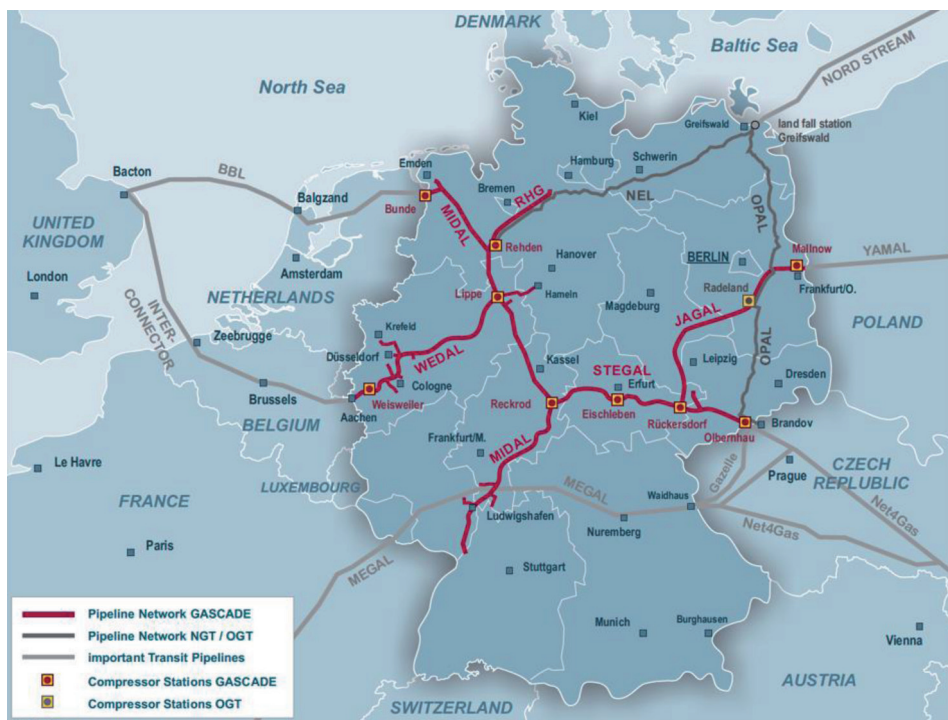 DENMARK
Baltic Sea
NORD STREAM
North Sea
Kiel
Greifswald
land fall station
Greifswald
Emden
Hamburg
Schwerin
Bacton
BBL
Balgzand
Bunde
Bremen
RHG
NEL
OPAL
MIDAL
UNITED
KINGDOM
Rehden
Hanover
BERLIN
Mallnow
YAMAL
London
Amsterdam
Lippe
Hameln
Magdeburg
Radeland
Frankfurt/O.
NETHERLANDS
INTER-
CONNECTOR
Zeebrugge
Krefeld
Düsseldorf
WEDAL
JAGAL
POLAND
Kassel
STEGAL
Leipzig
OPAL
Dresden
Brussels
Weisweiler
Cologne
Erfurt
Aachen
Reckrod
Eischleben
Rückersdorf
Olbernhau
Brandov
BELGIUM
Frankfurt/M.
MIDAL
Le Havre
LUXEMBOURG
Gazelle
Prague
CZECH
REPLUBLIC
FRANCE
MEGAL
Waidhaus
Net4Gas
Ludwigshafen
Nuremberg
Net4Gas
Paris
MEGAL
Stuttgart
Pipeline Network GASCADE
Pipeline Network NGT / OGT
important Transit Pipelines
Compressor Stations GASCADE
Compressor Stations OGT
Munich
Burghausen
Vienna
AUSTRIA
SWITZERLAND